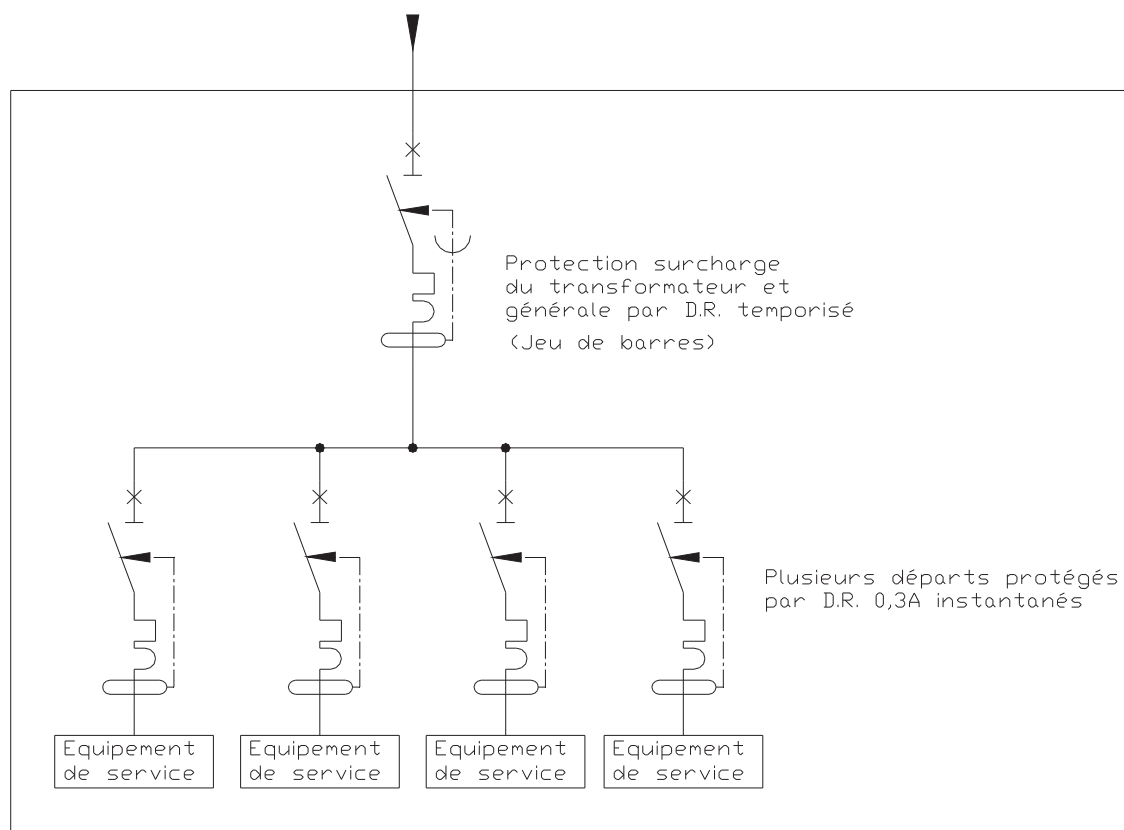 Protection surcharge
du transformateur et
générale par D.R. temporisé
(Jeu de barres)
Plusieurs départs protégés
par D.R. 0,3A instantanés
Equipement
de service
Equipement
de service
Equipement
de service
Equipement
de service